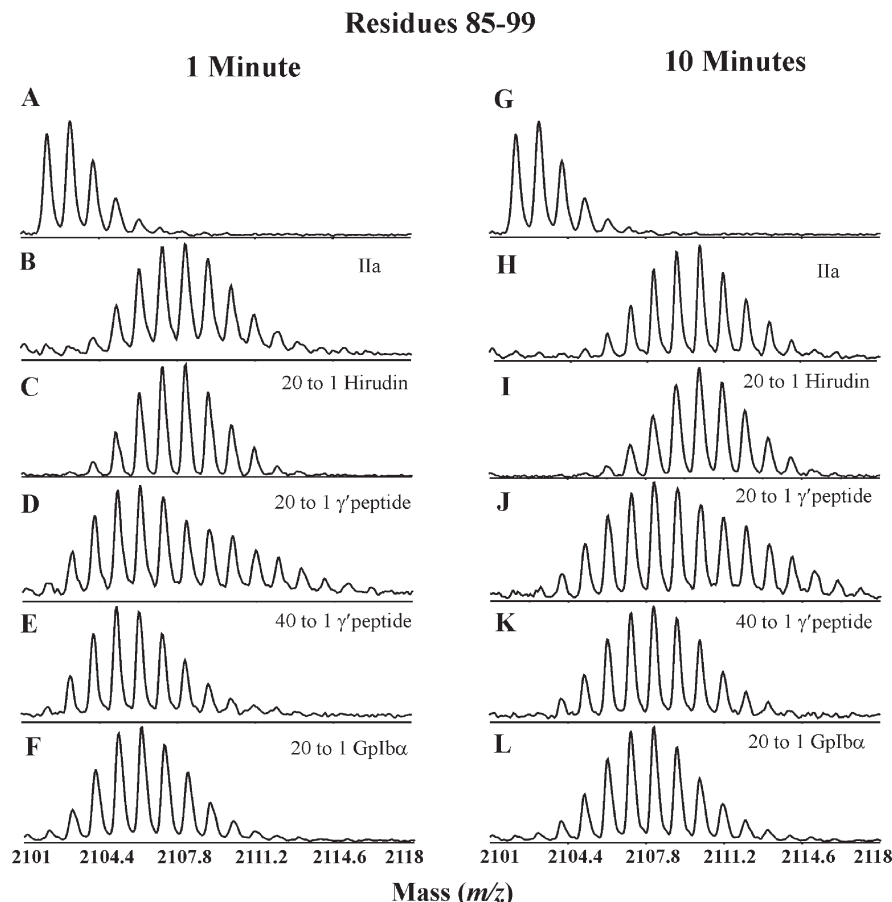 Residues 85-99
1 Minute
10 Minutes
A
G
B
IIa
H
IIa
C
20 to 1 Hirudin
I
20 to 1 Hirudin
D
20 to 1 γ′peptide
J
20 to 1 γ′peptide
E
40 to 1 γ′peptide
K
40 to 1 γ′peptide
F
20 to 1 GpIbα
L
20 to 1 GpIbα
2101 2104.4 2107.8 2111.2 2114.6 2118
2101 2104.4 2107.8 2111.2 2114.6 2118
Mass (m/z)